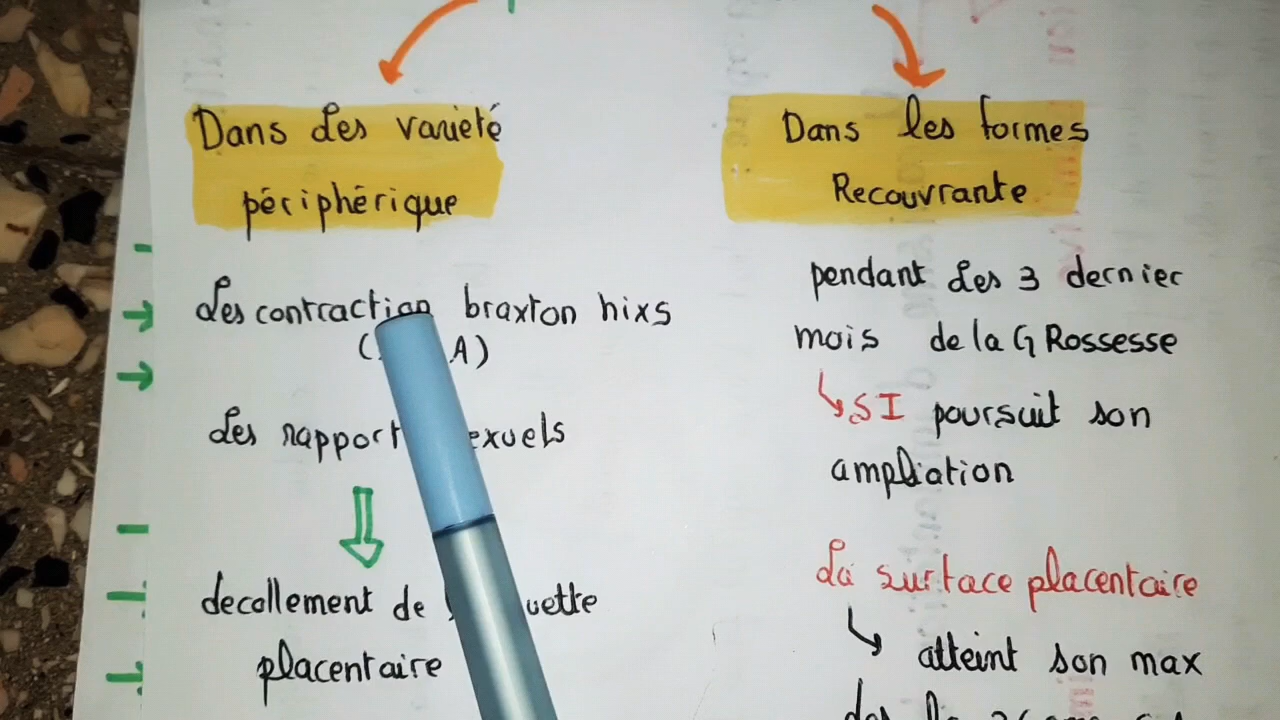 Dans les varieté
périphérique
les contraction braxton hixs
A)
les rapport
decollement de
placentaire
Dans les formes
Recouvrante
pendant les 3 dernier
mois de la GRossesse
SI poursuit son
ampliation
La surface placentaire
atteint son max